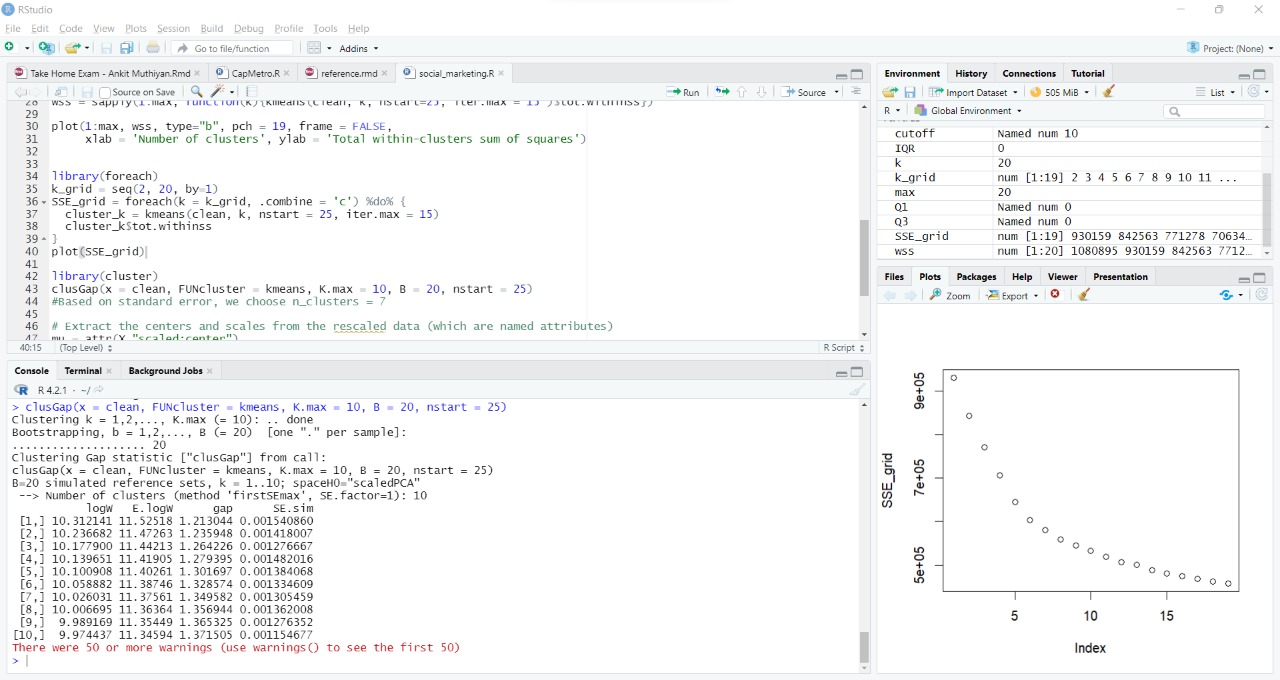 RStudio
File Edit Code View Plots Session Build Debug Profile Tools Help
Go to file/function Addins Project: (None)
Take Home Exam - Ankit Muthiyan.Rmd CapMetro.R reference.rmd social_marketing.R
Source on Save Run Source
28 wss = sapply(1:max, function(k){kmeans(clean, k, nstart=25, iter.max = 15 )$tot.withinss})
29
30 plot(1:max, wss, type="b", pch = 19, frame = FALSE,
31 xlab = 'Number of clusters', ylab = 'Total within-clusters sum of squares')
32
33
34 library(foreach)
35 k_grid = seq(2, 20, by=1)
36 SSE_grid = foreach(k = k_grid, .combine = 'c') %do% {
37 cluster_k = kmeans(clean, k, nstart = 25, iter.max = 15)
38 cluster_k$tot.withinss
39 }
40 plot(SSE_grid)
41
42 library(cluster)
43 clusGap(x = clean, FUNcluster = kmeans, K.max = 10, B = 20, nstart = 25)
44 #Based on standard error, we choose n_clusters = 7
45
46 # Extract the centers and scales from the rescaled data (which are named attributes)
47 mu = attr(X,"scaled:center")
40:15 (Top Level) R Script
Console Terminal Background Jobs
R 4.2.1 · ~/
> clusGap(x = clean, FUNcluster = kmeans, K.max = 10, B = 20, nstart = 25)
Clustering k = 1,2,..., K.max (= 10): .. done
Bootstrapping, b = 1,2,..., B (= 20) [one "." per sample]:
.................... 20
Clustering Gap statistic ["clusGap"] from call:
clusGap(x = clean, FUNcluster = kmeans, K.max = 10, B = 20, nstart = 25)
B=20 simulated reference sets, k = 1..10; spaceH0="scaledPCA"
--> Number of clusters (method 'firstSEmax', SE.factor=1): 10
logW E.logW gap SE.sim
[1,] 10.312141 11.52518 1.213044 0.001540860
[2,] 10.236682 11.47263 1.235948 0.001418007
[3,] 10.177900 11.44213 1.264226 0.001276667
[4,] 10.139651 11.41905 1.279395 0.001482016
[5,] 10.100908 11.40261 1.301697 0.001384068
[6,] 10.058882 11.38746 1.328574 0.001334609
[7,] 10.026031 11.37561 1.349582 0.001305459
[8,] 10.006695 11.36364 1.356944 0.001362008
[9,] 9.989169 11.35449 1.365325 0.001276352
[10,] 9.974437 11.34594 1.371505 0.001154677
There were 50 or more warnings (use warnings() to see the first 50)
>
Environment History Connections Tutorial
Import Dataset 505 MiB List
R Global Environment
cutoff Named num 10
IQR 0
k 20
k_grid num [1:19] 2 3 4 5 6 7 8 9 10 11 ...
max 20
Q1 Named num 0
Q3 Named num 0
SSE_grid num [1:19] 930159 842563 771278 70634…
wss num [1:20] 1080895 930159 842563 7712…
Files Plots Packages Help Viewer Presentation
Zoom Export
9e+05
7e+05
5e+05
SSE_grid
5 10 15
Index